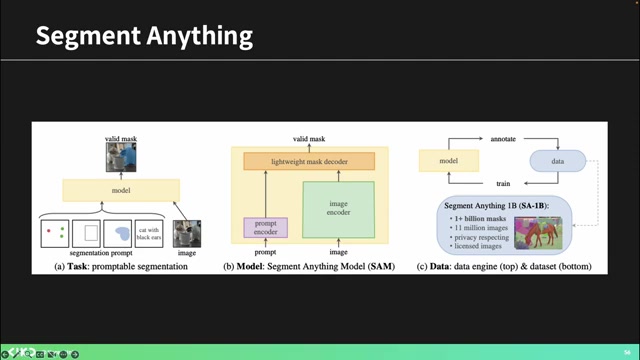 Segment Anything
valid mask
model
cat with
black ears
segmentation prompt
image
(a) Task: promptable segmentation
valid mask
lightweight mask decoder
image
encoder
prompt
encoder
prompt
image
(b) Model: Segment Anything Model (SAM)
annotate
model
data
train
Segment Anything 1B (SA-1B):
• 1+ billion masks
• 11 million images
• privacy respecting
• licensed images
(c) Data: data engine (top) & dataset (bottom)
56